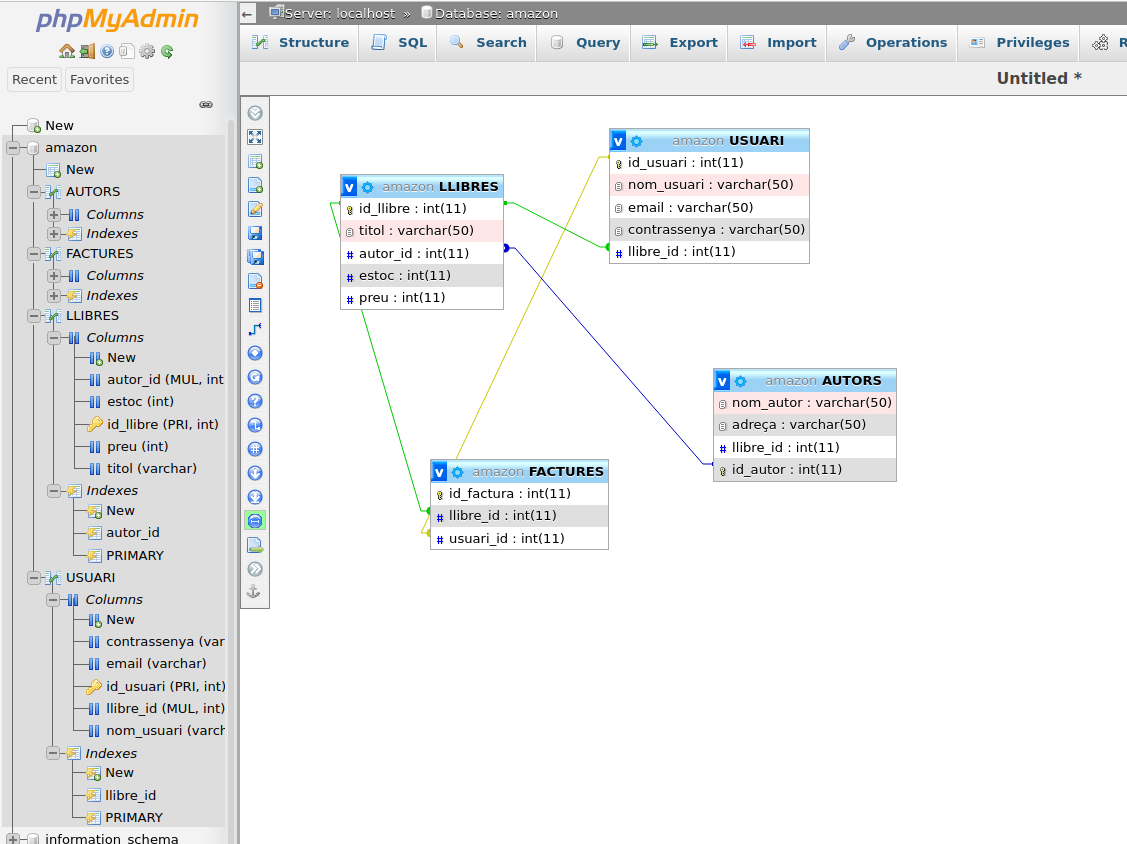 phpMyAdmin
Recent
Favorites
New
amazon
New
AUTORS
Columns
Indexes
FACTURES
Columns
Indexes
LLIBRES
Columns
New
autor_id (MUL, int
estoc (int)
id_llibre (PRI, int)
preu (int)
titol (varchar)
Indexes
New
autor_id
PRIMARY
USUARI
Columns
New
contrassenya (var
email (varchar)
id_usuari (PRI, int)
llibre_id (MUL, int)
nom_usuari (varch
Indexes
New
llibre_id
PRIMARY
information_schema
Server: localhost » Database: amazon
Structure SQL Search Query Export Import Operations Privileges R
Untitled *
amazon LLIBRES
id_llibre : int(11)
titol : varchar(50)
autor_id : int(11)
estoc : int(11)
preu : int(11)
amazon USUARI
id_usuari : int(11)
nom_usuari : varchar(50)
email : varchar(50)
contrassenya : varchar(50)
llibre_id : int(11)
amazon AUTORS
nom_autor : varchar(50)
adreça : varchar(50)
llibre_id : int(11)
id_autor : int(11)
amazon FACTURES
id_factura : int(11)
llibre_id : int(11)
usuari_id : int(11)